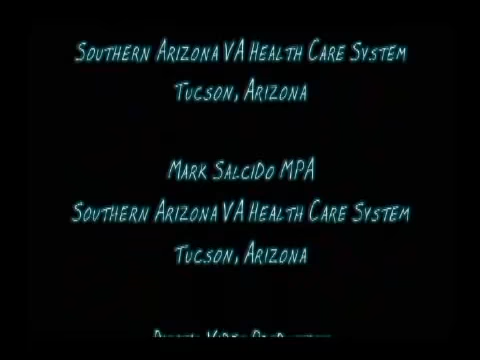 Southern Arizona VA Health Care System
Tucson, Arizona
Mark Salcido MPA
Southern Arizona VA Health Care System
Tucson, Arizona